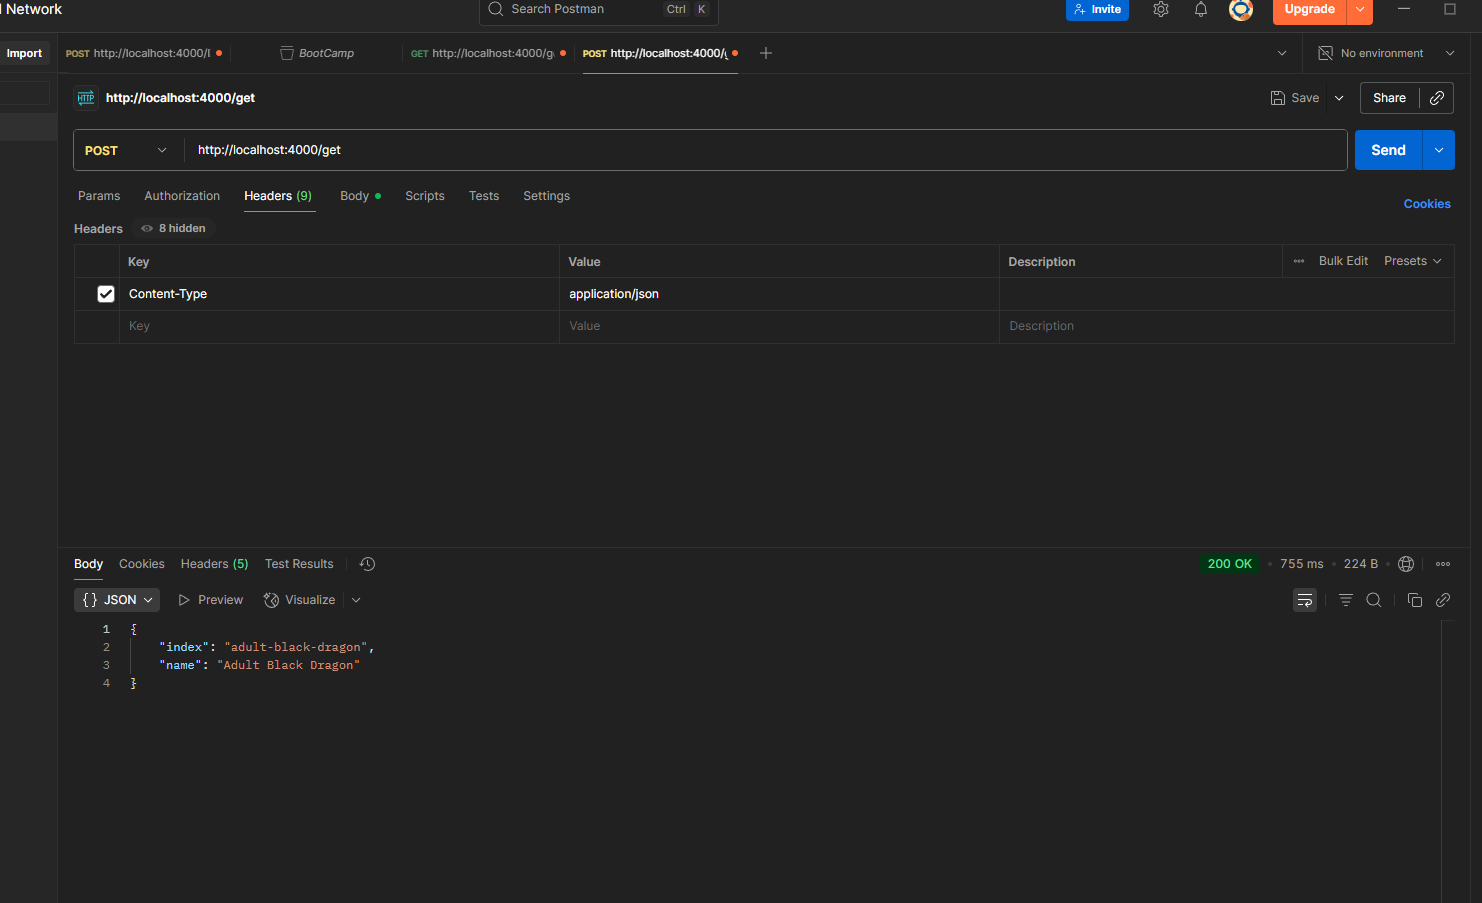 Network
Search Postman Ctrl K
Invite
Upgrade
Import
POST http://localhost:4000/
BootCamp
GET http://localhost:4000/g
POST http://localhost:4000/
No environment
HTTP http://localhost:4000/get
Save
Share
POST http://localhost:4000/get
Send
Params Authorization Headers (9) Body Scripts Tests Settings
Cookies
Headers 8 hidden
Key Value Description Bulk Edit Presets
Content-Type application/json
Key Value Description
Body Cookies Headers (5) Test Results
200 OK • 755 ms • 224 B
{} JSON Preview Visualize
1 {
2 "index": "adult-black-dragon",
3 "name": "Adult Black Dragon"
4 }